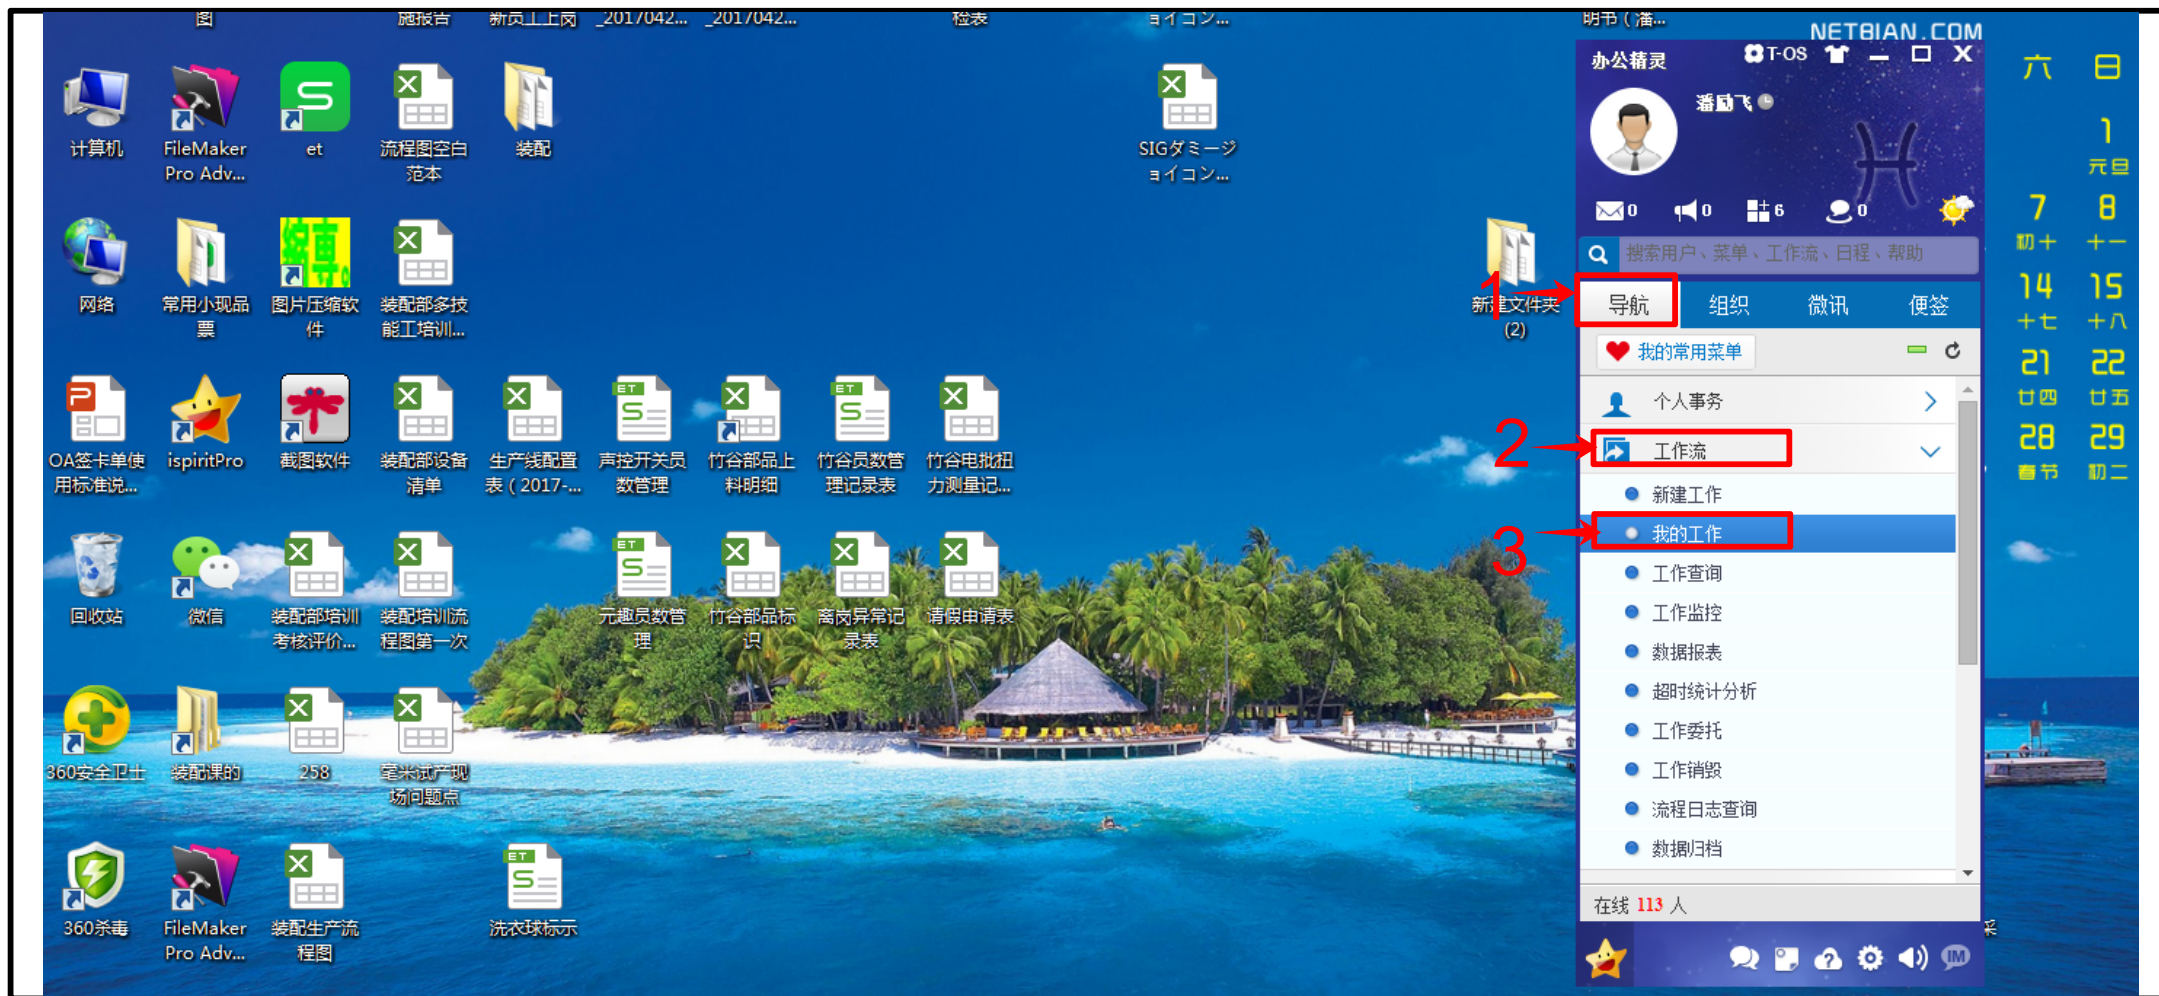 图
施报告
新员工上岗
_2017042...
_2017042...
检表
ョイコン...
明书（潘...
NETBIAN.COM
计算机
FileMaker
Pro Adv...
et
流程图空白
范本
装配
SIGダミージ
ョイコン...
网络
常用小现品
票
图片压缩软
件
装配部多技
能工培训...
新建文件夹
(2)
OA签卡单使
用标准说...
ispiritPro
截图软件
装配部设备
清单
生产线配置
表（2017-...
声控开关员
数管理
竹谷部品上
料明细
竹谷员数管
理记录表
竹谷电批扭
力测量记...
回收站
微信
装配部培训
考核评价...
装配培训流
程图第一次
元趣员数管
理
竹谷部品标
识
离岗异常记
录表
请假申请表
360安全卫士
装配课的
258
毫米试产现
场问题点
360杀毒
FileMaker
Pro Adv...
装配生产流
程图
洗衣球标示
办公精灵
T-OS
潘励飞
0
0
6
0
搜索用户、菜单、工作流、日程、帮助
1
导航 组织 微讯 便签
我的常用菜单
个人事务
2
工作流
新建工作
3
我的工作
工作查询
工作监控
数据报表
超时统计分析
工作委托
工作销毁
流程日志查询
数据归档
在线 113 人
IM
六 日
1
元旦
7 8
初十 十一
14 15
十七 十八
21 22
廿四 廿五
28 29
春节 初二
采